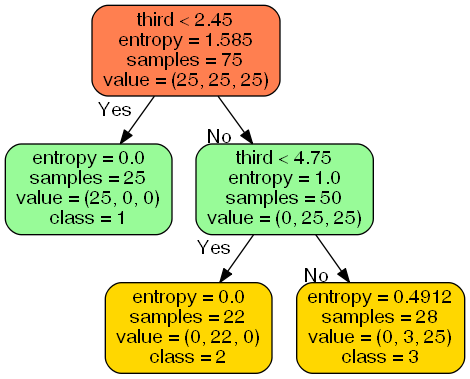 third < 2.45
entropy = 1.585
samples = 75
value = (25, 25, 25)
Yes
No
entropy = 0.0
samples = 25
value = (25, 0, 0)
class = 1
third < 4.75
entropy = 1.0
samples = 50
value = (0, 25, 25)
Yes
No
entropy = 0.0
samples = 22
value = (0, 22, 0)
class = 2
entropy = 0.4912
samples = 28
value = (0, 3, 25)
class = 3